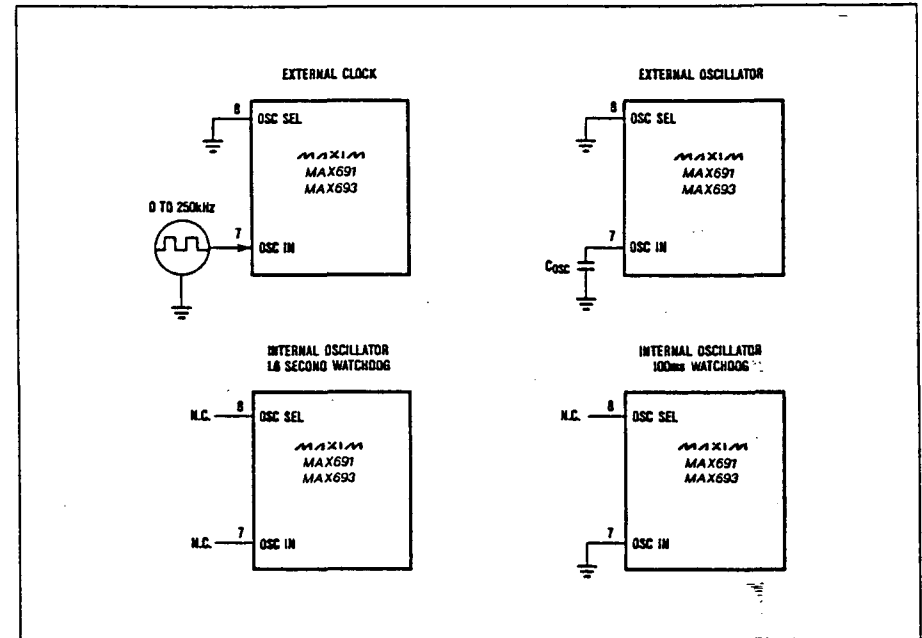 EXTERNAL CLOCK
8
OSC SEL
MAXIM
MAX691
MAX693
0 TO 250kHz
7
OSC IN
EXTERNAL OSCILLATOR
8
OSC SEL
MAXIM
MAX691
MAX693
7
OSC IN
COSC
INTERNAL OSCILLATOR
1.6 SECOND WATCHDOG
N.C.
8
OSC SEL
MAXIM
MAX691
MAX693
N.C.
7
OSC IN
INTERNAL OSCILLATOR
100ms WATCHDOG
N.C.
8
OSC SEL
MAXIM
MAX691
MAX693
7
OSC IN